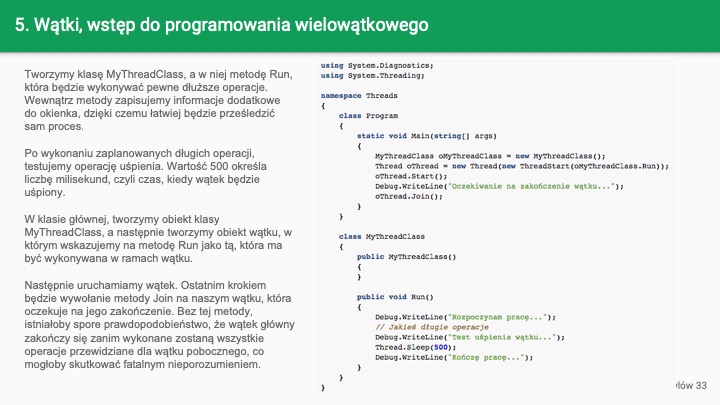 5. Wątki, wstęp do programowania wielowątkowego
Tworzymy klasę MyThreadClass, a w niej metodę Run,
która będzie wykonywać pewne dłuższe operacje.
Wewnątrz metody zapisujemy informacje dodatkowe
do okienka, dzięki czemu łatwiej będzie prześledzić
sam proces.
Po wykonaniu zaplanowanych długich operacji,
testujemy operację uśpienia. Wartość 500 określa
liczbę milisekund, czyli czas, kiedy wątek będzie
uśpiony.
W klasie głównej, tworzymy obiekt klasy
MyThreadClass, a następnie tworzymy obiekt wątku, w
którym wskazujemy na metodę Run jako tą, która ma
być wykonywana w ramach wątku.
Następnie uruchamiamy wątek. Ostatnim krokiem
będzie wywołanie metody Join na naszym wątku, która
oczekuje na jego zakończenie. Bez tej metody,
istniałoby spore prawdopodobieństwo, że wątek główny
zakończy się zanim wykonane zostaną wszystkie
operacje przewidziane dla wątku pobocznego, co
mogłoby skutkować fatalnym nieporozumieniem.
using System.Diagnostics;
using System.Threading;
namespace Threads
{
class Program
{
static void Main(string[] args)
{
MyThreadClass oMyThreadClass = new MyThreadClass();
Thread oThread = new Thread(new ThreadStart(oMyThreadClass.Run));
oThread.Start();
Debug.WriteLine("Oczekiwanie na zakończenie wątku...");
oThread.Join();
}
}
class MyThreadClass
{
public MyThreadClass()
{
}
public void Run()
{
Debug.WriteLine("Rozpoczynam pracę...");
// Jakieś długie operacje
Debug.WriteLine("Test uśpienia wątku...");
Thread.Sleep(500);
Debug.WriteLine("Kończę pracę...");
}
}
}
33